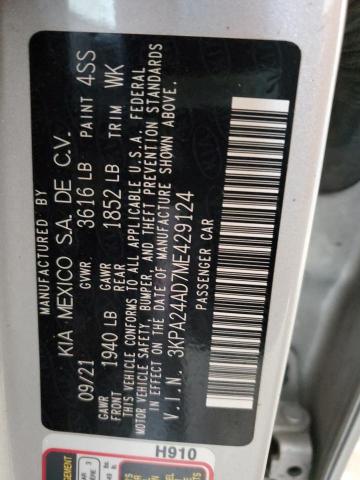 MANUFACTURED BY
KIA MEXICO S.A. DE C.V.
09/21 GVWR 3616 LB PAINT 4SS
GAWR FRONT 1940 LB GAWR REAR 1852 LB TRIM WK
THIS VEHICLE CONFORMS TO ALL APPLICABLE U.S.A. FEDERAL
MOTOR VEHICLE SAFETY, BUMPER, AND THEFT PREVENTION STANDARDS
IN EFFECT ON THE DATE OF MANUFACTURE SHOWN ABOVE.
V.I.N. 3KPA24AD7ME429124
PASSENGER CAR
H910